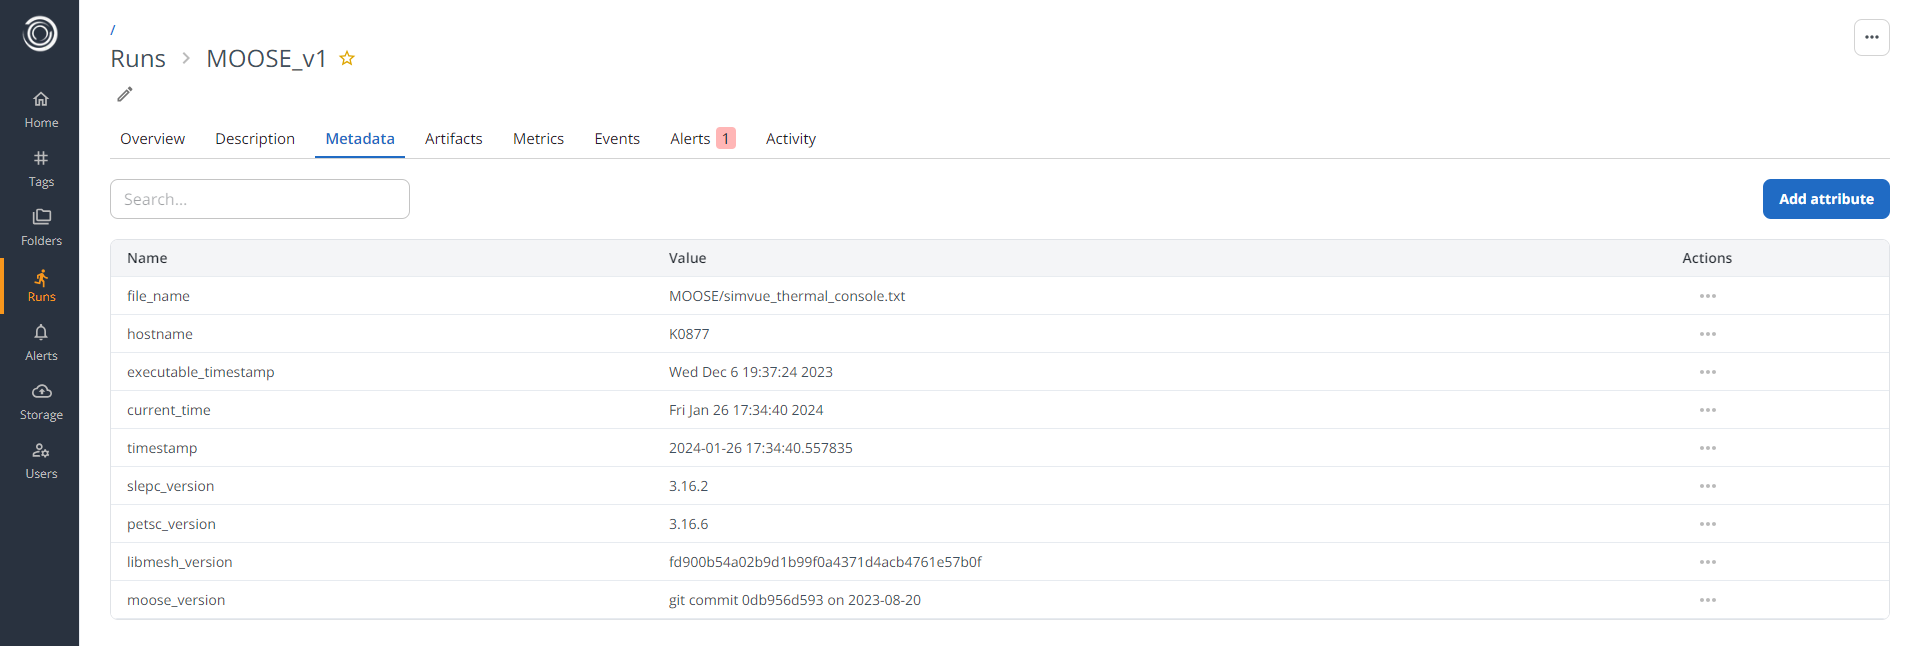 /
Runs > MOOSE_v1
Home
Tags
Folders
Runs
Alerts
Storage
Users
Overview Description Metadata Artifacts Metrics Events Alerts 1 Activity
Search...
Add attribute
Name Value Actions
file_name MOOSE/simvue_thermal_console.txt
hostname K0877
executable_timestamp Wed Dec 6 19:37:24 2023
current_time Fri Jan 26 17:34:40 2024
timestamp 2024-01-26 17:34:40.557835
slepc_version 3.16.2
petsc_version 3.16.6
libmesh_version fd900b54a02b9d1b99f0a4371d4acb4761e57b0f
moose_version git commit 0db956d593 on 2023-08-20